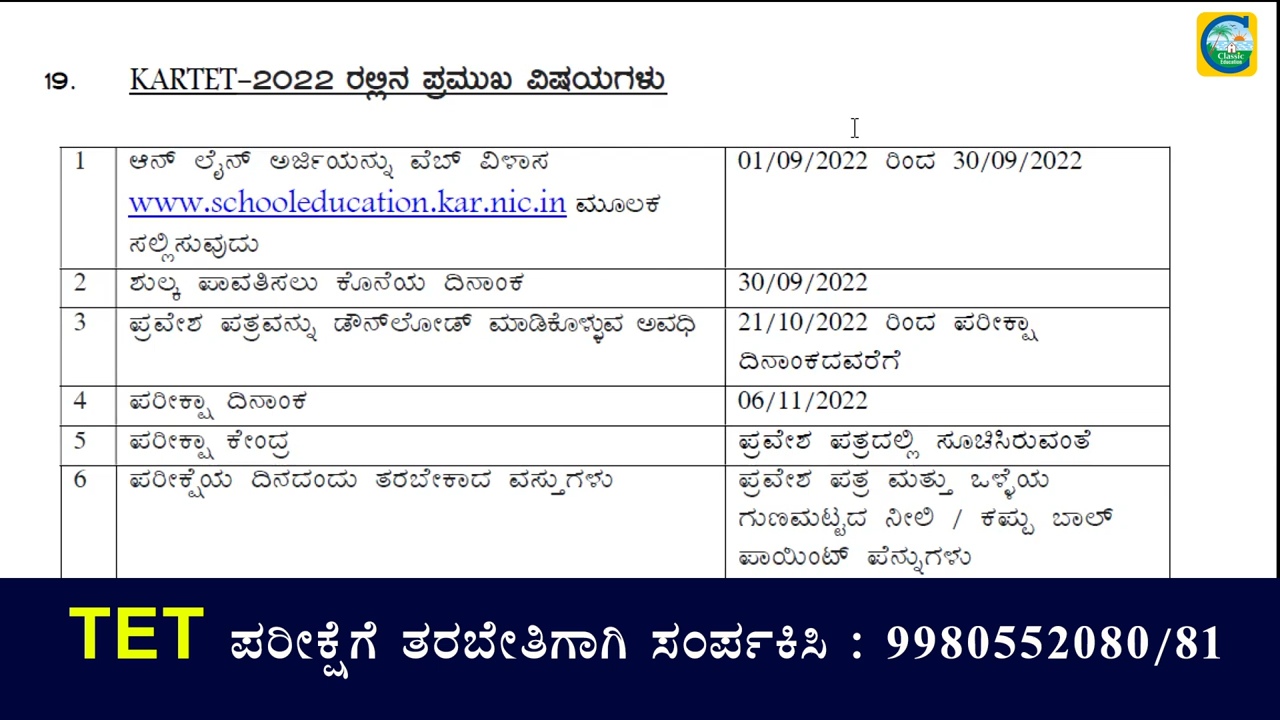 Classic
Education
19. KARTET-2022 ರಲ್ಲಿನ ಪ್ರಮುಖ ವಿಷಯಗಳು
1 ಆನ್ ಲೈನ್ ಅರ್ಜಿಯನ್ನು ವೆಬ್ ವಿಳಾಸ 01/09/2022 ರಿಂದ 30/09/2022
www.schooleducation.kar.nic.in ಮೂಲಕ
ಸಲ್ಲಿಸುವುದು
2 ಶುಲ್ಕ ಪಾವತಿಸಲು ಕೊನೆಯ ದಿನಾಂಕ 30/09/2022
3 ಪ್ರವೇಶ ಪತ್ರವನ್ನು ಡೌನ್‌ಲೋಡ್ ಮಾಡಿಕೊಳ್ಳುವ ಅವಧಿ 21/10/2022 ರಿಂದ ಪರೀಕ್ಷಾ
ದಿನಾಂಕದವರೆಗೆ
4 ಪರೀಕ್ಷಾ ದಿನಾಂಕ 06/11/2022
5 ಪರೀಕ್ಷಾ ಕೇಂದ್ರ ಪ್ರವೇಶ ಪತ್ರದಲ್ಲಿ ಸೂಚಿಸಿರುವಂತೆ
6 ಪರೀಕ್ಷೆಯ ದಿನದಂದು ತರಬೇಕಾದ ವಸ್ತುಗಳು ಪ್ರವೇಶ ಪತ್ರ ಮತ್ತು ಒಳ್ಳೆಯ
ಗುಣಮಟ್ಟದ ನೀಲಿ / ಕಪ್ಪು ಬಾಲ್
ಪಾಯಿಂಟ್ ಪೆನ್ನುಗಳು
TET ಪರೀಕ್ಷೆಗೆ ತರಬೇತಿಗಾಗಿ ಸಂರ್ಪಕಿಸಿ : 9980552080/81